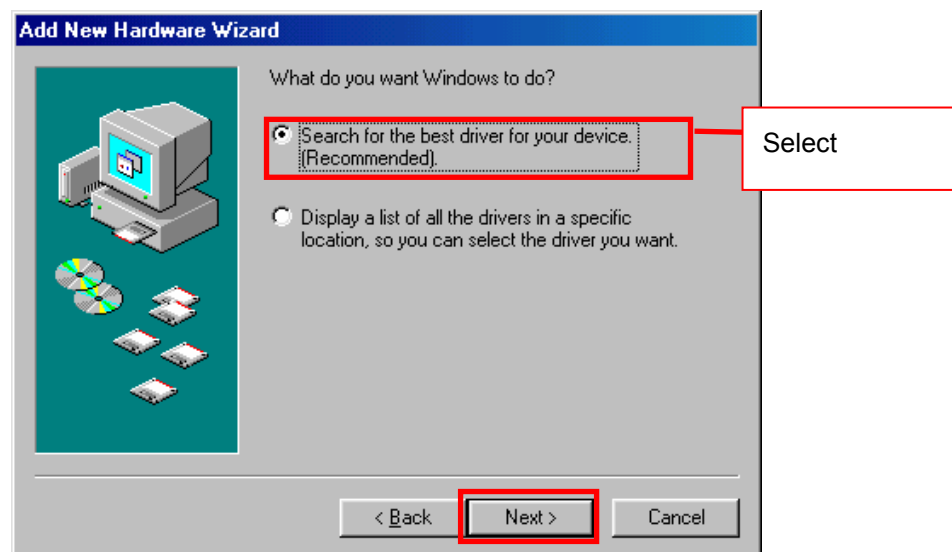 Add New Hardware Wizard
What do you want Windows to do?
Search for the best driver for your device.
(Recommended).
Select
Display a list of all the drivers in a specific
location, so you can select the driver you want.
< Back
Next >
Cancel